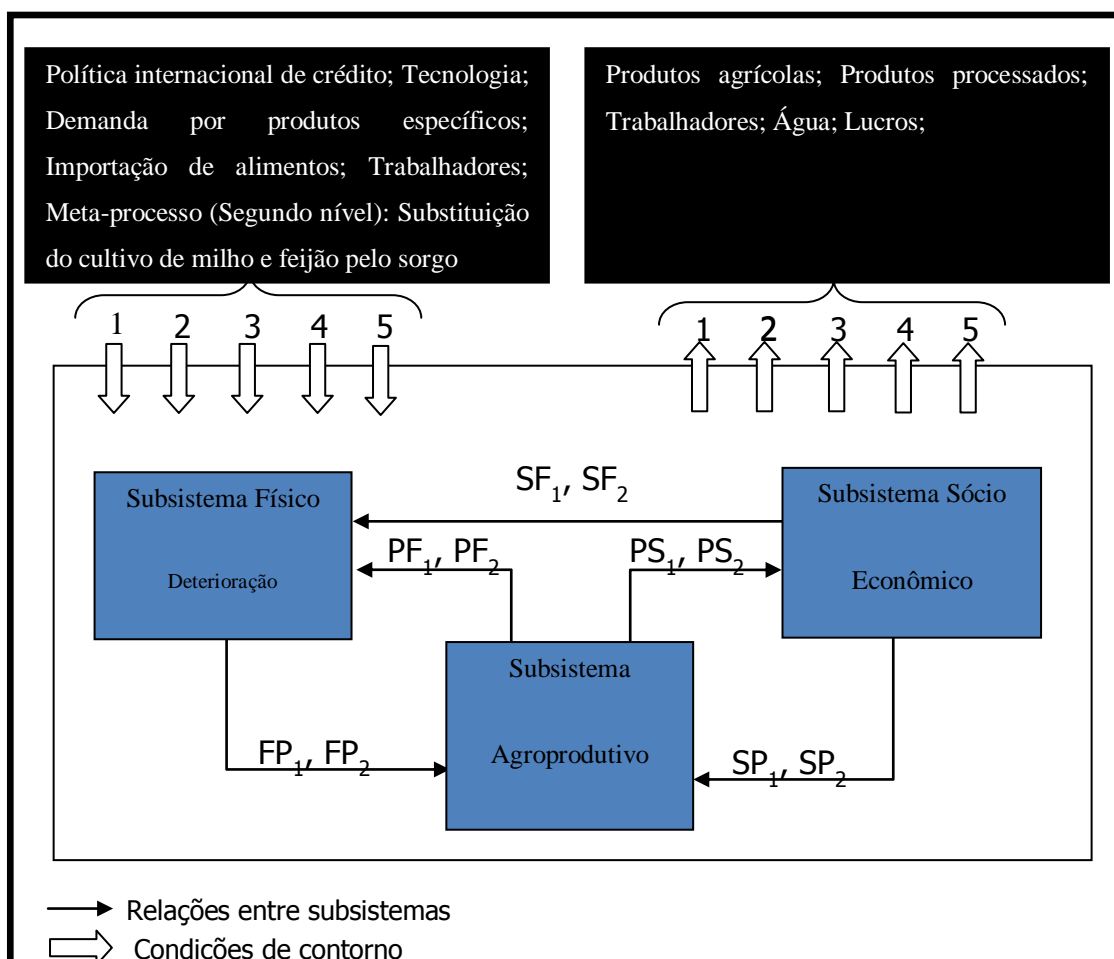 Política internacional de crédito; Tecnologia;
Demanda por produtos específicos;
Importação de alimentos; Trabalhadores;
Meta-processo (Segundo nível): Substituição
do cultivo de milho e feijão pelo sorgo
Produtos agrícolas; Produtos processados;
Trabalhadores; Água; Lucros;
1 2 3 4 5
1 2 3 4 5
Subsistema Físico
Deterioração
SF1, SF2
Subsistema Sócio
Econômico
PF1, PF2
PS1, PS2
Subsistema
Agroprodutivo
FP1, FP2
SP1, SP2
Relações entre subsistemas
Condições de contorno